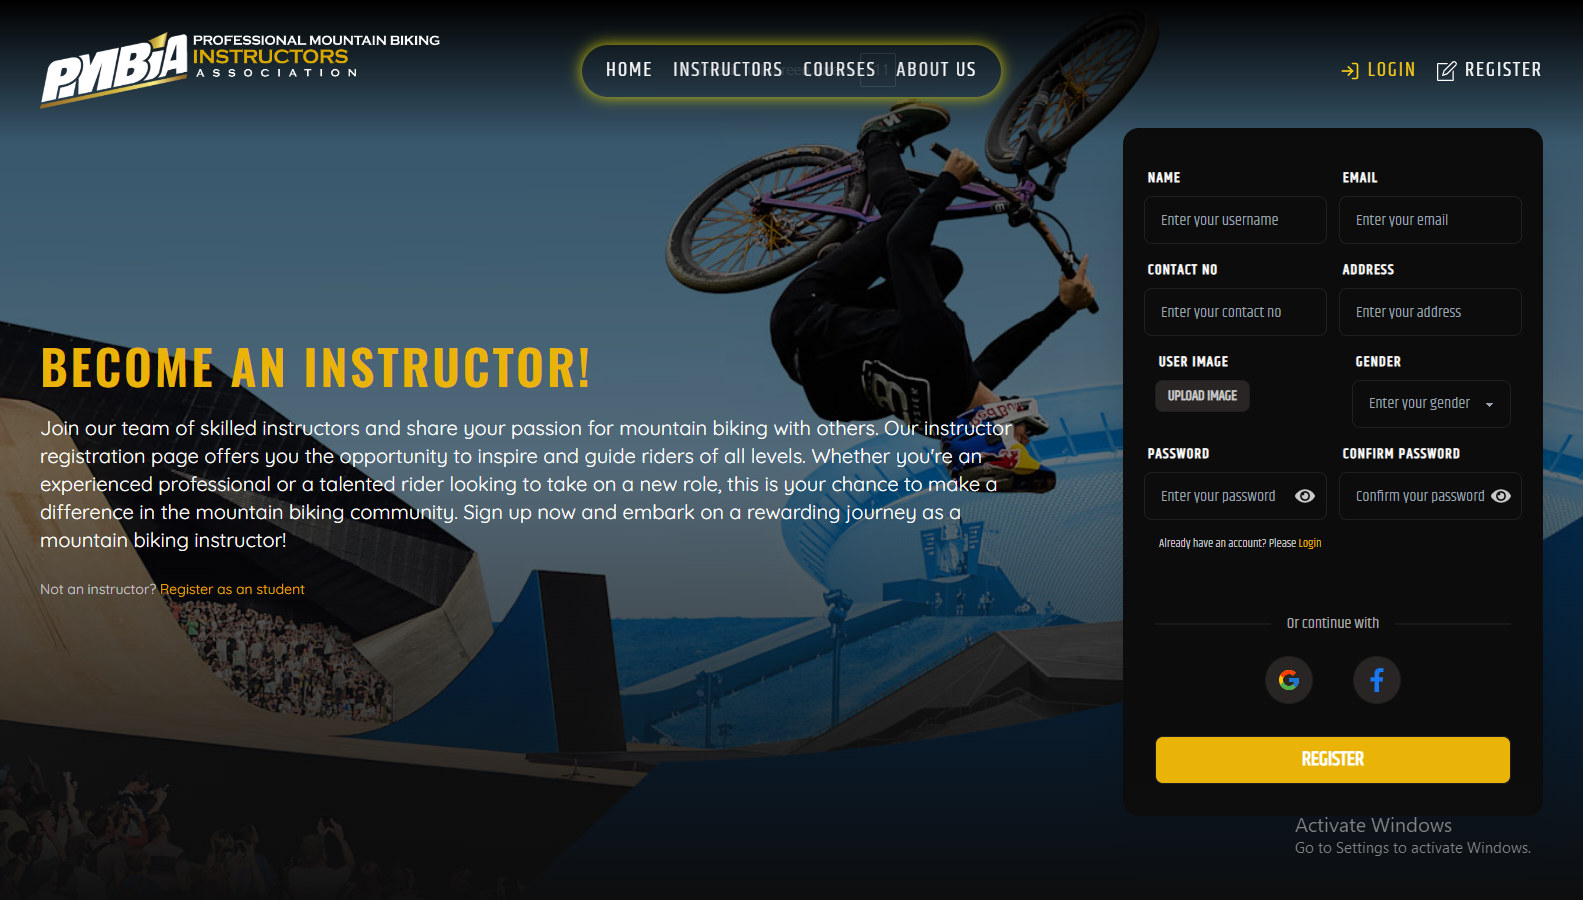 PMBIA PROFESSIONAL MOUNTAIN BIKING
INSTRUCTORS
ASSOCIATION
HOME INSTRUCTORS COURSES ABOUT US
LOGIN REGISTER
BECOME AN INSTRUCTOR!
Join our team of skilled instructors and share your passion for mountain biking with others. Our instructor
registration page offers you the opportunity to inspire and guide riders of all levels. Whether you're an
experienced professional or a talented rider looking to take on a new role, this is your chance to make a
difference in the mountain biking community. Sign up now and embark on a rewarding journey as a
mountain biking instructor!
Not an instructor? Register as an student
NAME EMAIL
Enter your username Enter your email
CONTACT NO ADDRESS
Enter your contact no Enter your address
USER IMAGE GENDER
UPLOAD IMAGE Enter your gender
PASSWORD CONFIRM PASSWORD
Enter your password Confirm your password
Already have an account? Please Login
Or continue with
REGISTER
Activate Windows
Go to Settings to activate Windows.